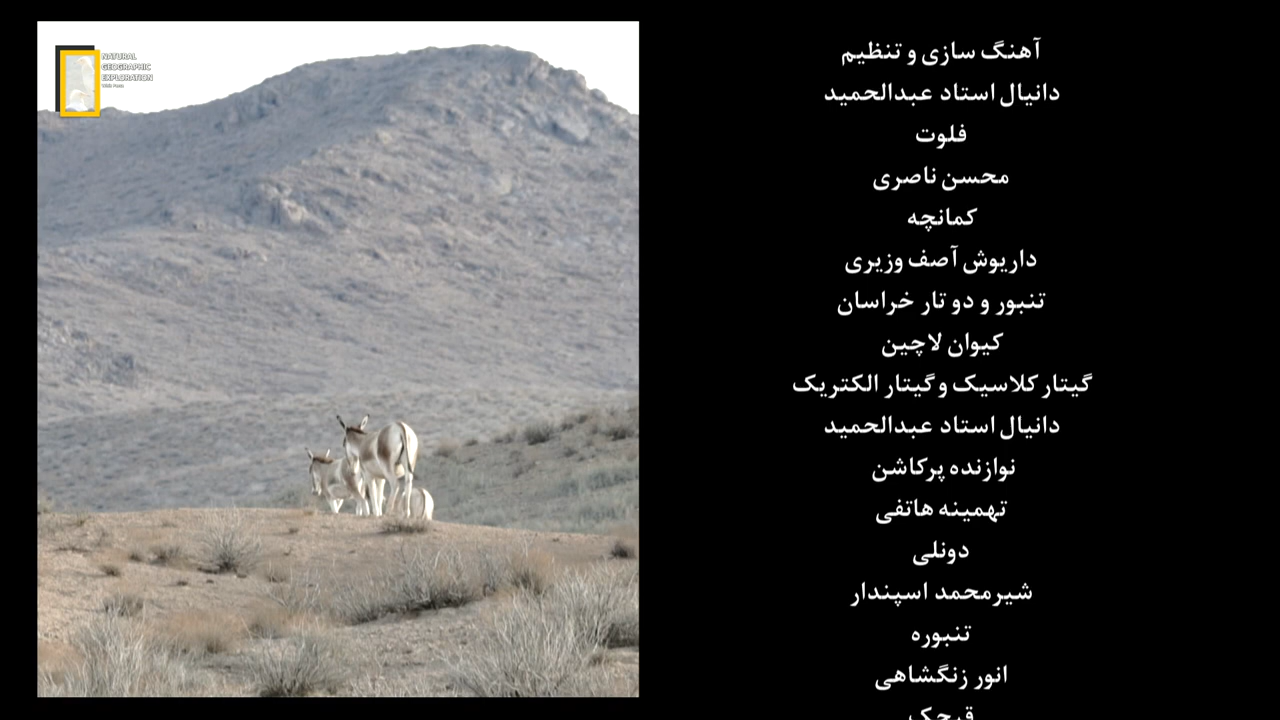 NATURAL
GEOGRAPHIC
EXPLORATION
آهنگ سازی و تنظیم
دانیال استاد عبدالحمید
فلوت
محسن ناصری
کمانچه
داریوش آصف وزیری
تنبور و دو تار خراسان
کیوان لاچین
گیتار کلاسیک و گیتار الکتریک
دانیال استاد عبدالحمید
نوازنده پرکاشن
تهمینه هاتفی
دونلی
شیرمحمد اسپندار
تنبوره
انور زنگشاهی